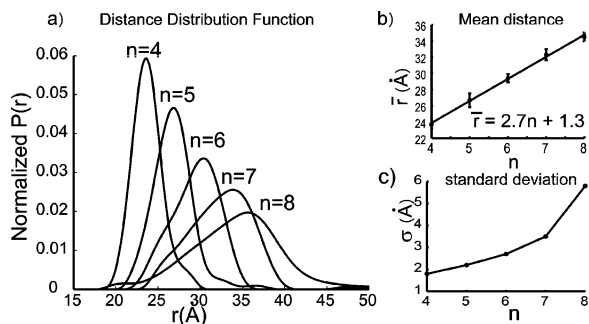 a) Distance Distribution Function
Normalized P(r)
0.06
0.05
0.04
0.03
0.02
0.01
0
n=4
n=5
n=6
n=7
n=8
15 20 25 30 35 40 45 50
r(Å)
b) Mean distance
r̅ (Å)
36
34
32
30
28
26
24
22
r̅ = 2.7n + 1.3
4 5 6 7 8
n
c) standard deviation
σ (Å)
6
5
4
3
2
1
4 5 6 7 8
n